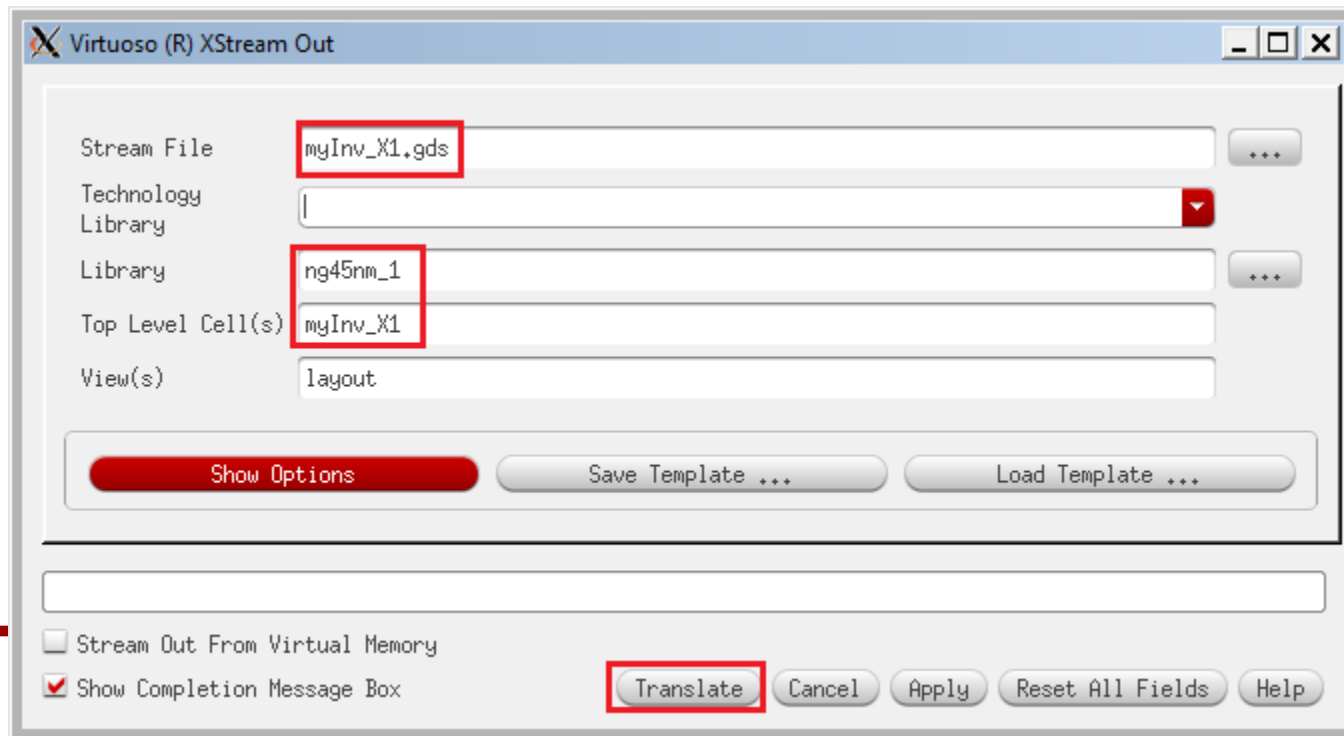 Virtuoso (R) XStream Out
Stream File myInv_X1.gds ...
Technology
Library
Library ng45nm_1 ...
Top Level Cell(s) myInv_X1
View(s) layout
Show Options Save Template ... Load Template ...
Stream Out From Virtual Memory
Show Completion Message Box Translate Cancel Apply Reset All Fields Help